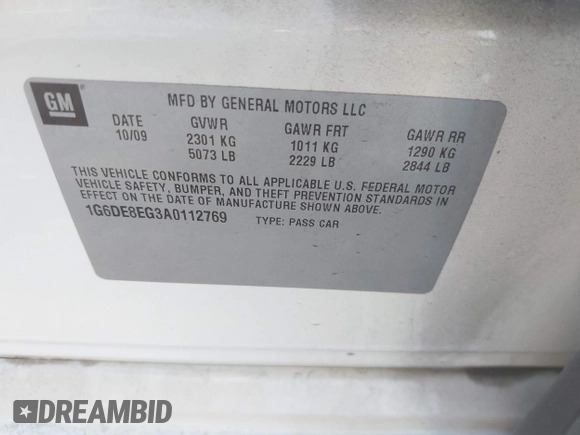 GM
MFD BY GENERAL MOTORS LLC
DATE GVWR GAWR FRT GAWR RR
10/09 2301 KG 1011 KG 1290 KG
5073 LB 2229 LB 2844 LB
THIS VEHICLE CONFORMS TO ALL APPLICABLE U.S. FEDERAL MOTOR
VEHICLE SAFETY, BUMPER, AND THEFT PREVENTION STANDARDS IN
EFFECT ON THE DATE OF MANUFACTURE SHOWN ABOVE.
1G6DE8EG3A0112769 TYPE: PASS CAR
DREAMBID